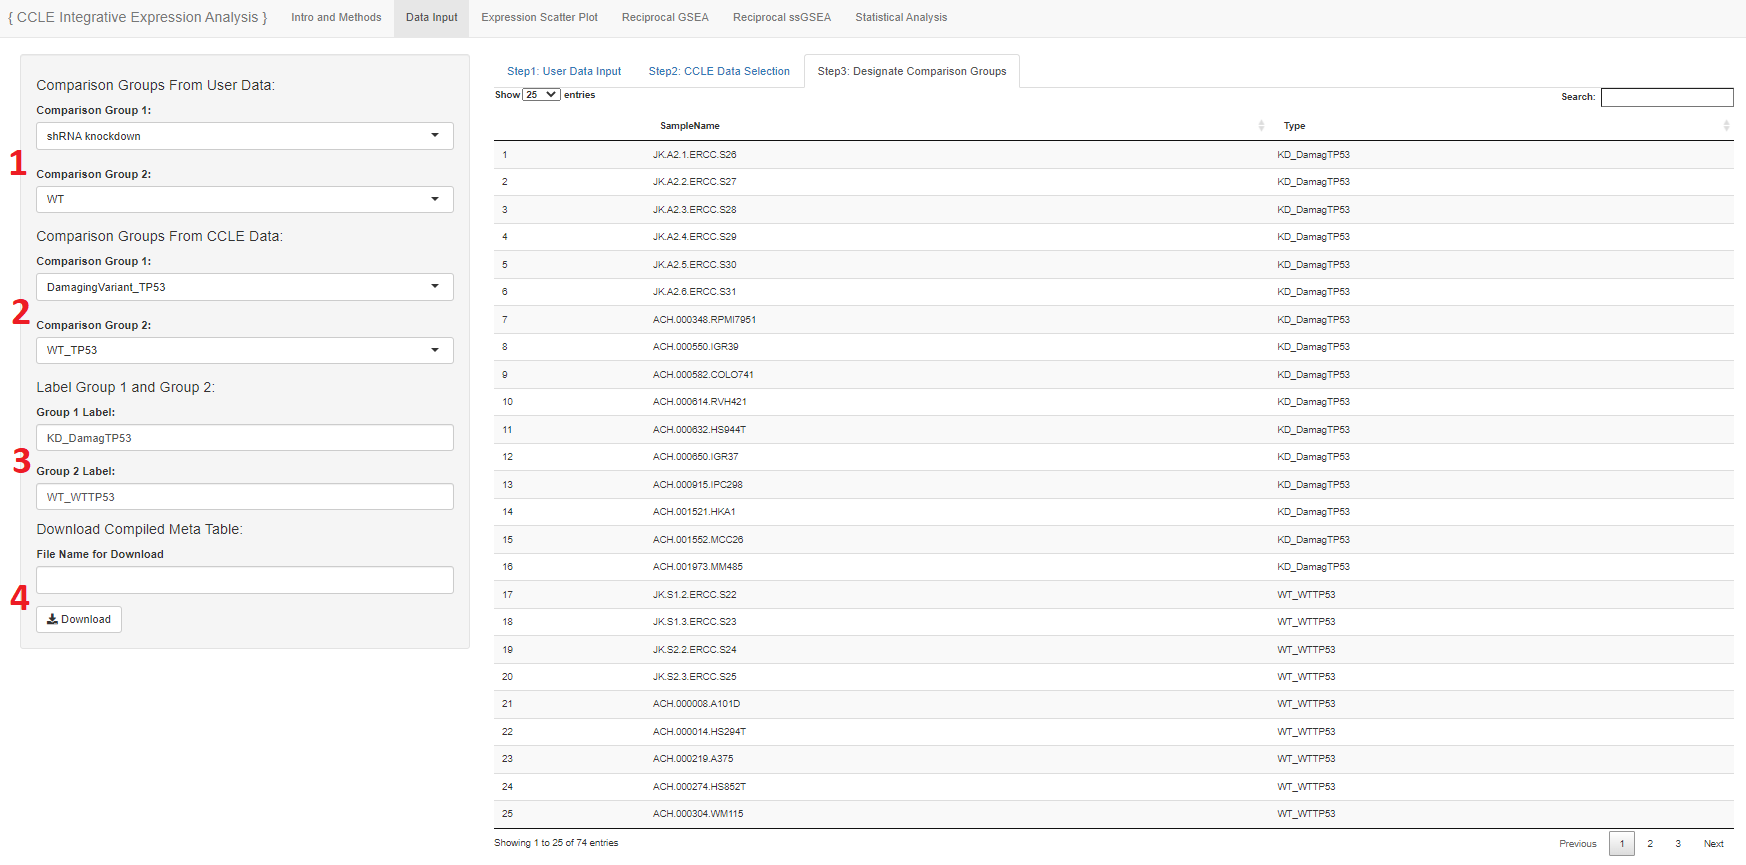 { CCLE Integrative Expression Analysis } Intro and Methods Data Input Expression Scatter Plot Reciprocal GSEA Reciprocal ssGSEA Statistical Analysis
Comparison Groups From User Data:
Comparison Group 1:
shRNA knockdown
1
Comparison Group 2:
WT
Comparison Groups From CCLE Data:
Comparison Group 1:
DamagingVariant_TP53
2
Comparison Group 2:
WT_TP53
Label Group 1 and Group 2:
Group 1 Label:
KD_DamagTP53
3
Group 2 Label:
WT_WTTP53
Download Compiled Meta Table:
File Name for Download
4
Download
Step1: User Data Input Step2: CCLE Data Selection Step3: Designate Comparison Groups
Show 25 entries Search:
SampleName Type
1 JK.A2.1.ERCC.S26 KD_DamagTP53
2 JK.A2.2.ERCC.S27 KD_DamagTP53
3 JK.A2.3.ERCC.S28 KD_DamagTP53
4 JK.A2.4.ERCC.S29 KD_DamagTP53
5 JK.A2.5.ERCC.S30 KD_DamagTP53
6 JK.A2.6.ERCC.S31 KD_DamagTP53
7 ACH.000348.RPMI7951 KD_DamagTP53
8 ACH.000550.IGR39 KD_DamagTP53
9 ACH.000582.COLO741 KD_DamagTP53
10 ACH.000614.RVH421 KD_DamagTP53
11 ACH.000632.HS944T KD_DamagTP53
12 ACH.000650.IGR37 KD_DamagTP53
13 ACH.000915.IPC298 KD_DamagTP53
14 ACH.001521.HKA1 KD_DamagTP53
15 ACH.001552.MCC26 KD_DamagTP53
16 ACH.001973.MM485 KD_DamagTP53
17 JK.S1.2.ERCC.S22 WT_WTTP53
18 JK.S1.3.ERCC.S23 WT_WTTP53
19 JK.S2.2.ERCC.S24 WT_WTTP53
20 JK.S2.3.ERCC.S25 WT_WTTP53
21 ACH.000008.A101D WT_WTTP53
22 ACH.000014.HS294T WT_WTTP53
23 ACH.000219.A375 WT_WTTP53
24 ACH.000274.HS852T WT_WTTP53
25 ACH.000304.WM115 WT_WTTP53
Showing 1 to 25 of 74 entries Previous 1 2 3 Next